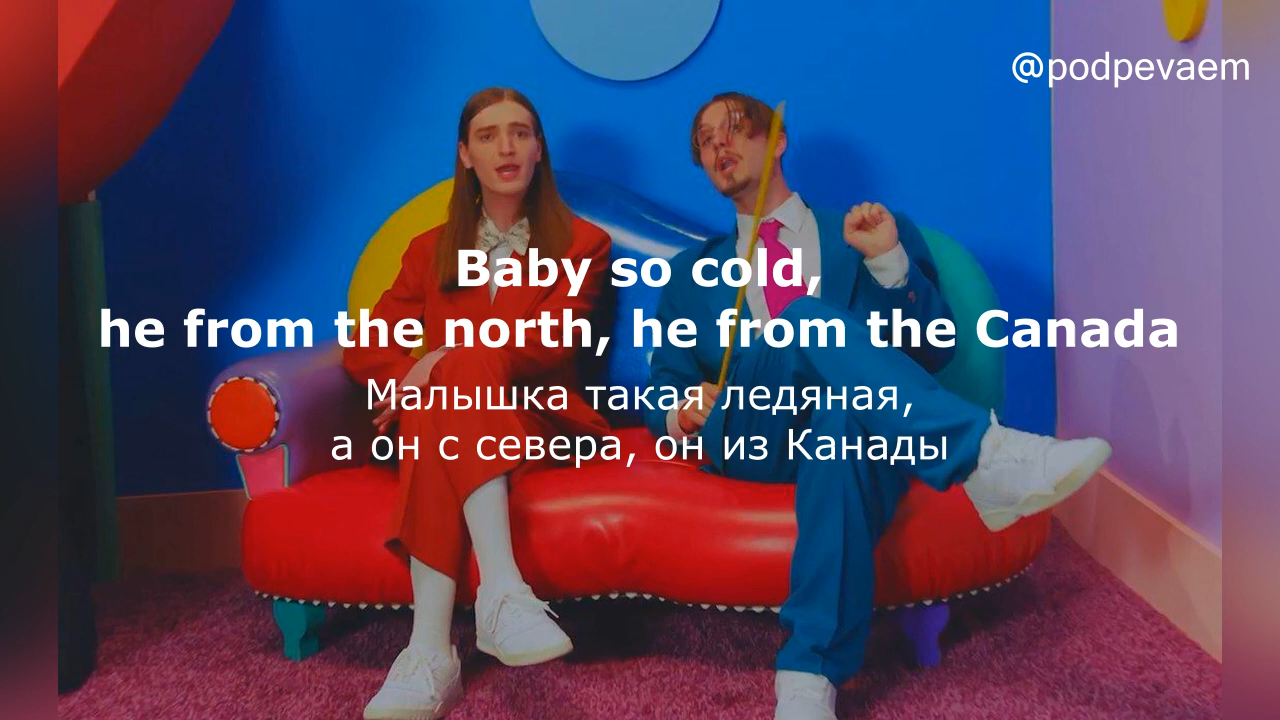 @podpevaem
Baby so cold,
he from the north, he from the Canada
Малышка такая ледяная,
а он с севера, он из Канады